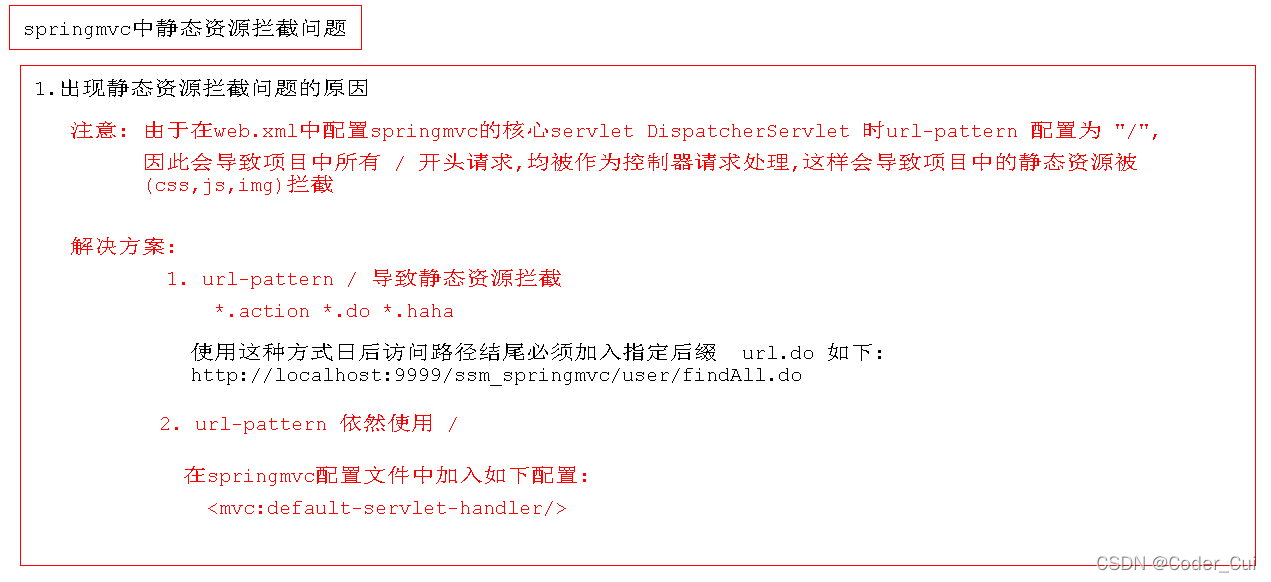 springmvc中静态资源拦截问题
1.出现静态资源拦截问题的原因
注意: 由于在web.xml中配置springmvc的核心servlet DispatcherServlet 时url-pattern 配置为 "/",
因此会导致项目中所有 / 开头请求,均被作为控制器请求处理,这样会导致项目中的静态资源被
(css,js,img)拦截
解决方案:
1. url-pattern / 导致静态资源拦截
*.action *.do *.haha
使用这种方式日后访问路径结尾必须加入指定后缀 url.do 如下:
http://localhost:9999/ssm_springmvc/user/findAll.do
2. url-pattern 依然使用 /
在springmvc配置文件中加入如下配置:
<mvc:default-servlet-handler/>
CSDN @Coder_Cui